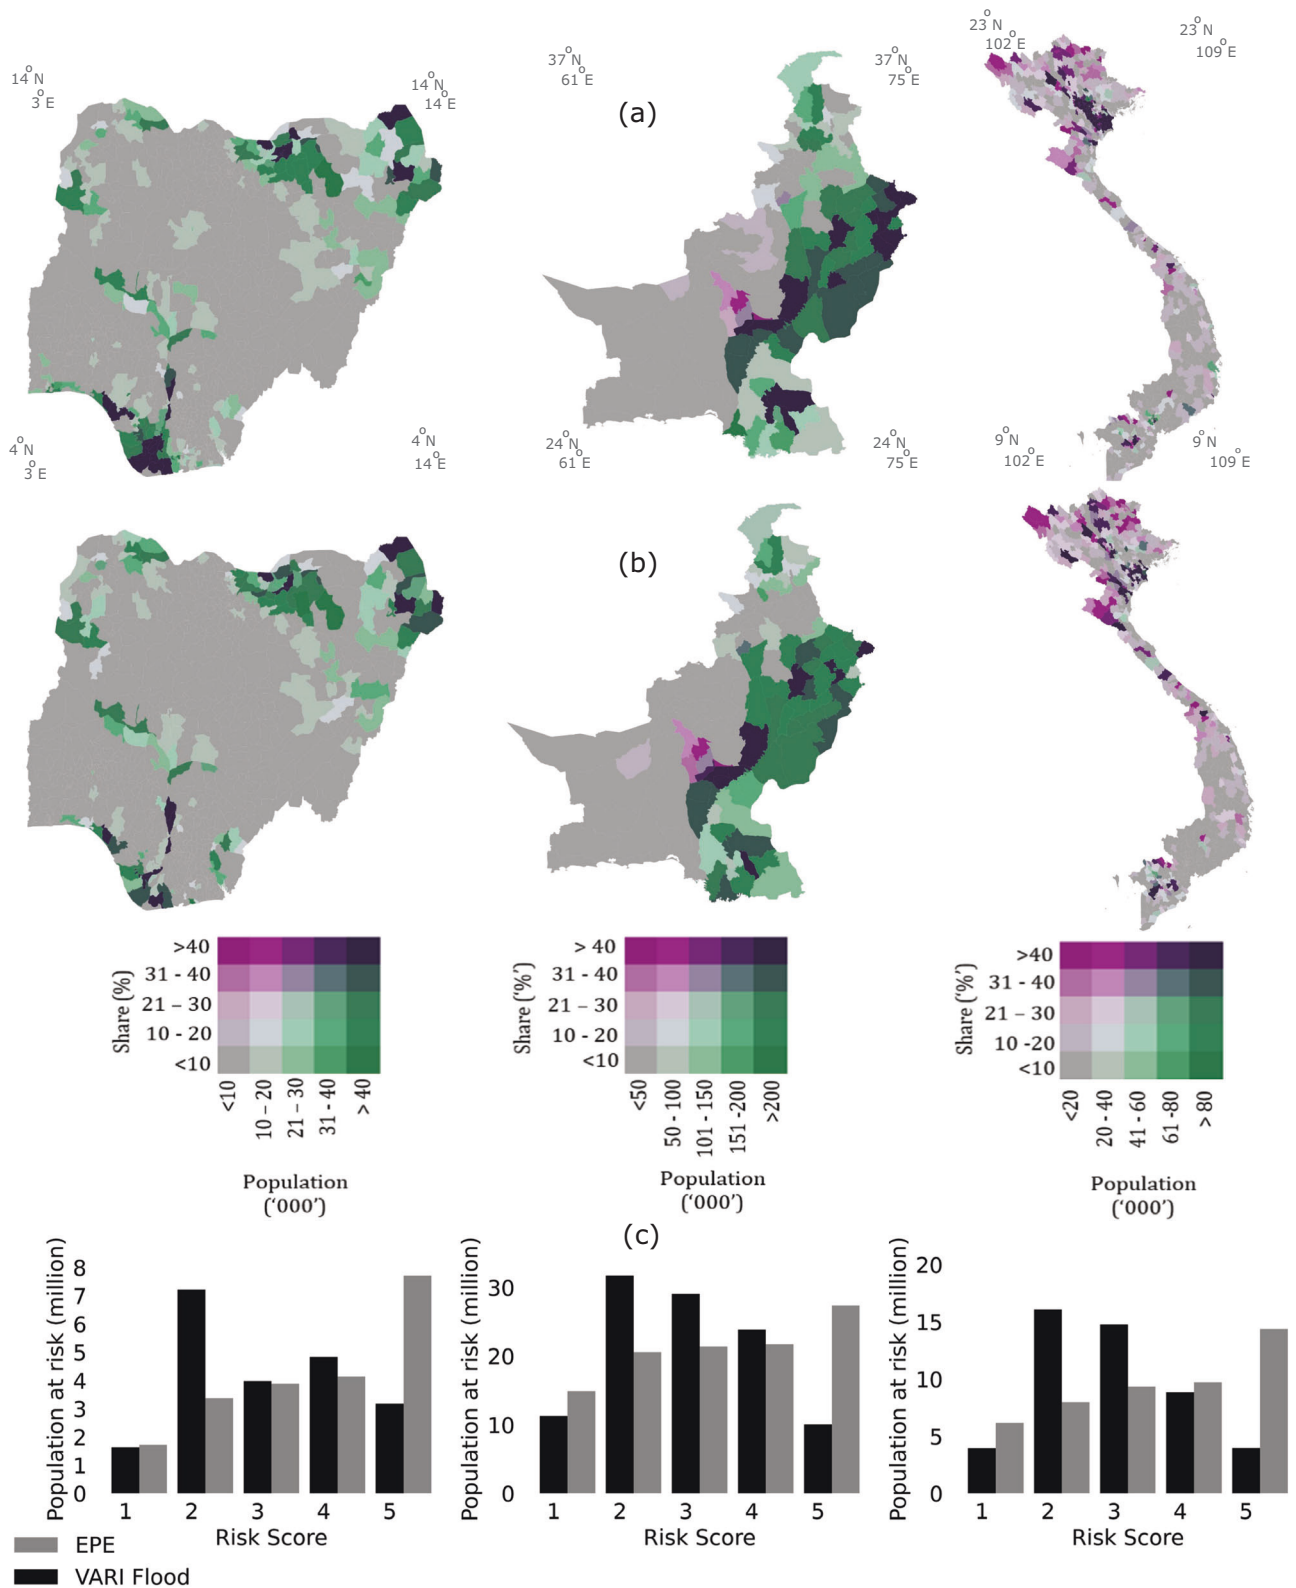 14°N
3°E
14°N
14°E
37°N
61°E
(a)
37°N
75°E
23°N
102°E
23°N
109°E
4°N
3°E
4°N
14°E
24°N
61°E
24°N
75°E
9°N
102°E
9°N
109°E
(b)
Share (%)
>40
31 - 40
21 – 30
10 - 20
<10
<10
10 – 20
21 – 30
31 - 40
> 40
Population
('000')
Share ('%')
> 40
31 - 40
21 – 30
10 - 20
<10
<50
50 - 100
101 - 150
151 -200
>200
Population
('000')
Share ('%')
>40
31 - 40
21 – 30
10 -20
<10
<20
20 - 40
41 - 60
61 -80
> 80
Population
('000')
(c)
Population at risk (million)
8
7
6
5
4
3
2
1
0
1 2 3 4 5
Risk Score
Population at risk (million)
30
20
10
0
1 2 3 4 5
Risk Score
Population at risk (million)
20
15
10
5
0
1 2 3 4 5
Risk Score
EPE
VARI Flood